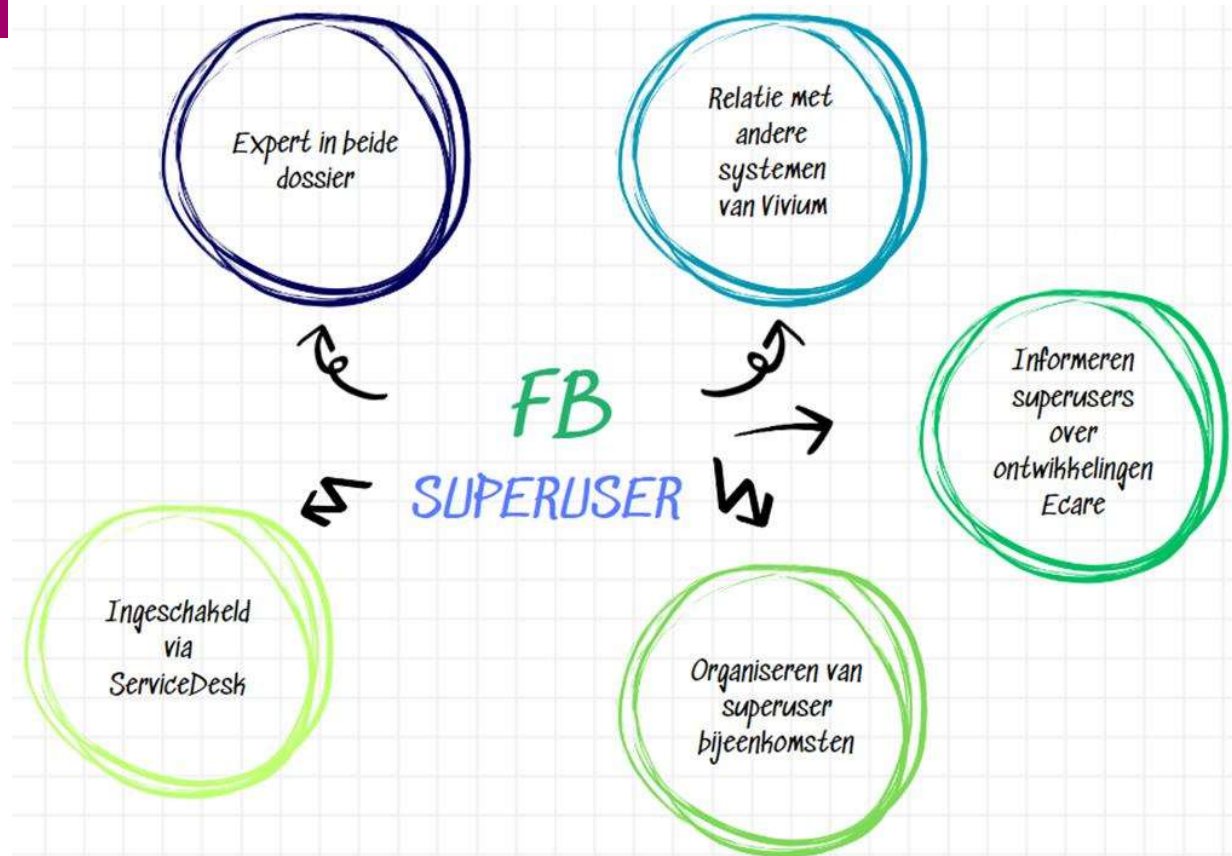 Expert in beide
dossier
Relatie met
andere
systemen
van Vivium
FB
SUPERUSER
Informeren
superusers
over
ontwikkelingen
Ecare
Ingeschakeld
via
ServiceDesk
Organiseren van
superuser
bijeenkomsten